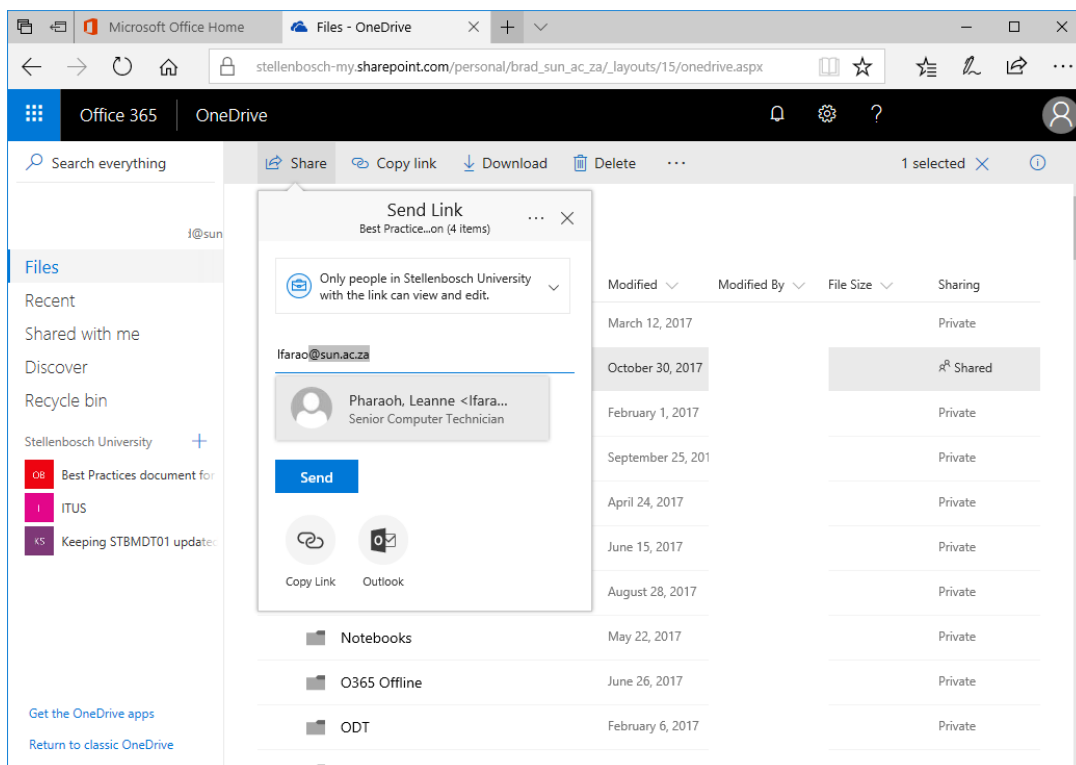 Microsoft Office Home
Files - OneDrive
stellenbosch-my.sharepoint.com/personal/brad_sun_ac_za/_layouts/15/onedrive.aspx
Office 365
OneDrive
?
Search everything
Share
Copy link
Download
Delete
...
1 selected
Send Link
...
Best Practice...on (4 items)
Only people in Stellenbosch University
with the link can view and edit.
lfarao@sun.ac.za
Pharaoh, Leanne <lfara...
Senior Computer Technician
Send
Copy Link
Outlook
@sun
Files
Recent
Shared with me
Discover
Recycle bin
Stellenbosch University
OB Best Practices document for
I ITUS
KS Keeping STBMDT01 update
Get the OneDrive apps
Return to classic OneDrive
Modified Modified By File Size Sharing
March 12, 2017 Private
October 30, 2017 Shared
February 1, 2017 Private
September 25, 201 Private
April 24, 2017 Private
June 15, 2017 Private
August 28, 2017 Private
Notebooks May 22, 2017 Private
O365 Offline June 26, 2017 Private
ODT February 6, 2017 Private